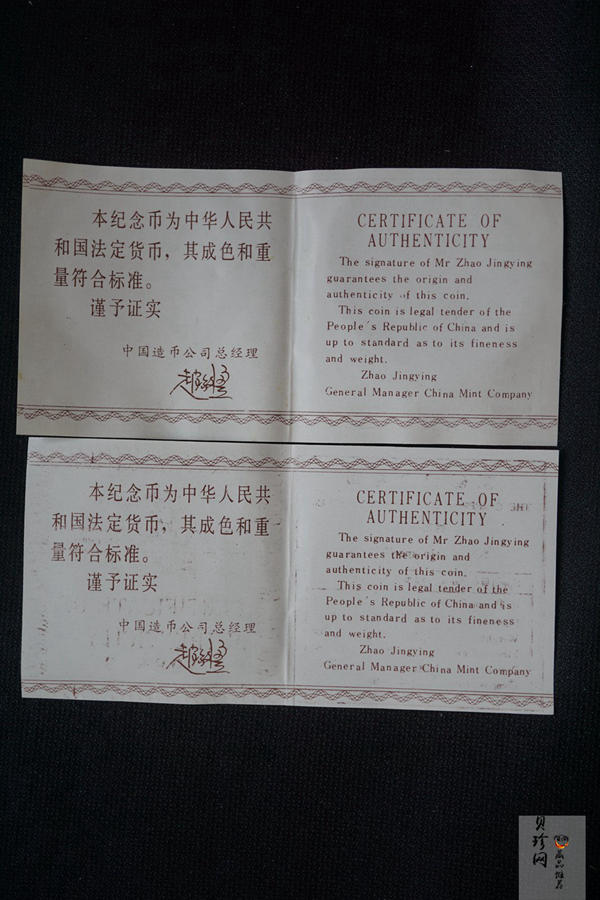 本纪念币为中华人民共
和国法定货币，其成色和重
量符合标准。
谨予证实
中国造币公司总经理
CERTIFICATE OF
AUTHENTICITY
The signature of Mr Zhao Jingying
guarantees the origin and
authenticity of this coin.
This coin is legal tender of the
People's Republic of China and is
up to standard as to its fineness
and weight.
Zhao Jingying
General Manager China Mint Company
本纪念币为中华人民共
和国法定货币，其成色和重
量符合标准。
谨予证实
中国造币公司总经理
CERTIFICATE OF
AUTHENTICITY
The signature of Mr Zhao Jingying
guarantees the origin and
authenticity of this coin.
This coin is legal tender of the
People's Republic of China and is
up to standard as to its fineness
and weight.
Zhao Jingying
General Manager China Mint Company
贝珍网
藏品推荐